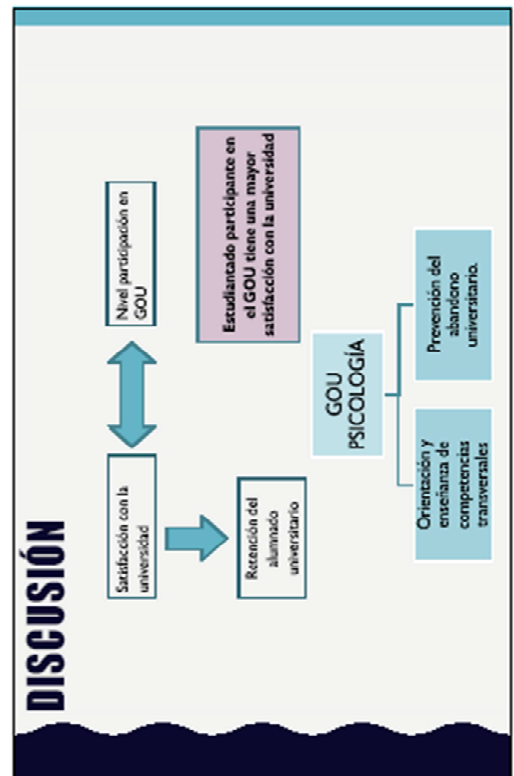 DISCUSIÓN
Satisfacción con la
universidad
Nivel participación en
GOU
Retención del
alumnado
universitario
Estudiantado participante en
el GOU tiene una mayor
satisfacción con la universidad
GOU
PSICOLOGÍA
Orientación y
enseñanza de
competencias
transversales
Prevención del
abandono
universitario.